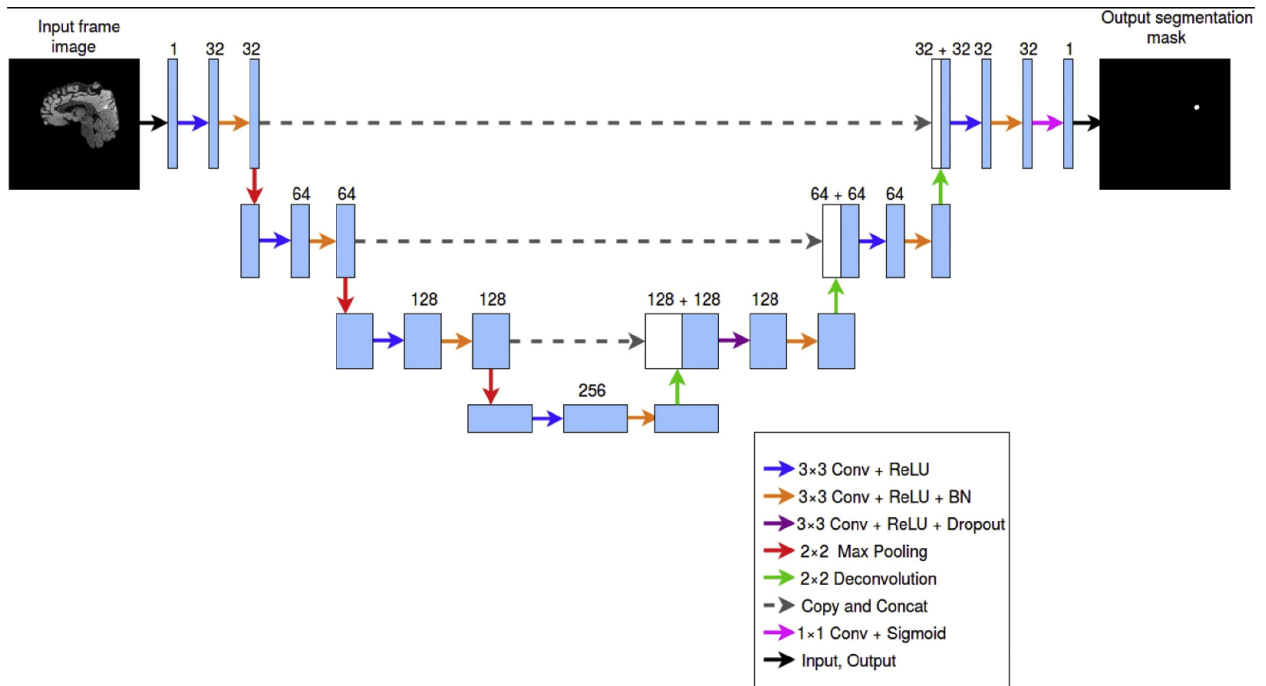 Input frame
image
Output segmentation
mask
1
32
32
32 + 32
32
32
1
64
64
64 + 64
64
128
128
128 + 128
128
256
3×3 Conv + ReLU
3×3 Conv + ReLU + BN
3×3 Conv + ReLU + Dropout
2×2 Max Pooling
2×2 Deconvolution
Copy and Concat
1×1 Conv + Sigmoid
Input, Output